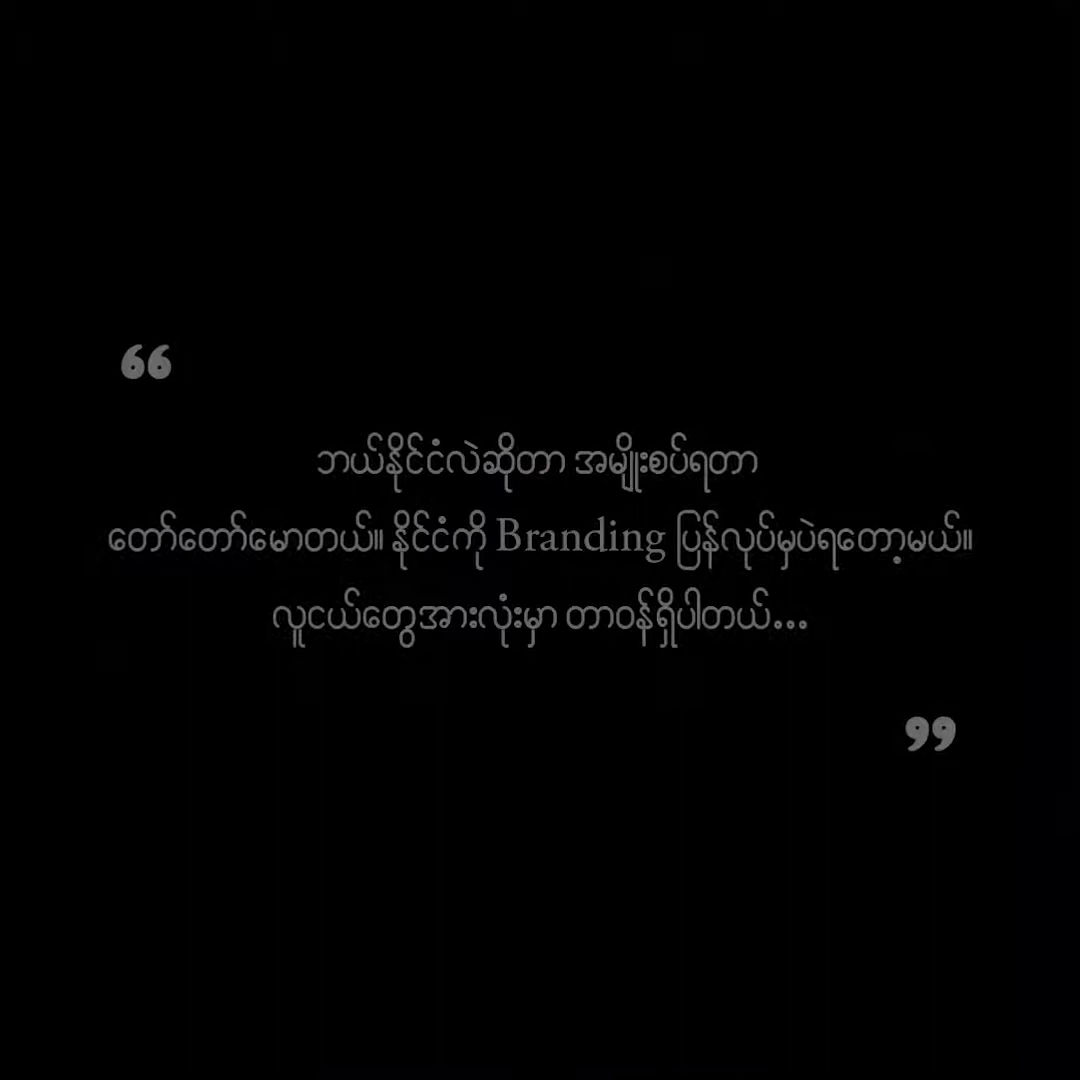 “
ဘယ်နိုင်ငံလဲဆိုတာ အမျိုးစပ်ရတာ
တော်တော်မောတယ်။ နိုင်ငံကို Branding ပြန်လုပ်မှပဲရတော့မယ်။
လူငယ်တွေအားလုံးမှာ တာဝန်ရှိပါတယ်...
”